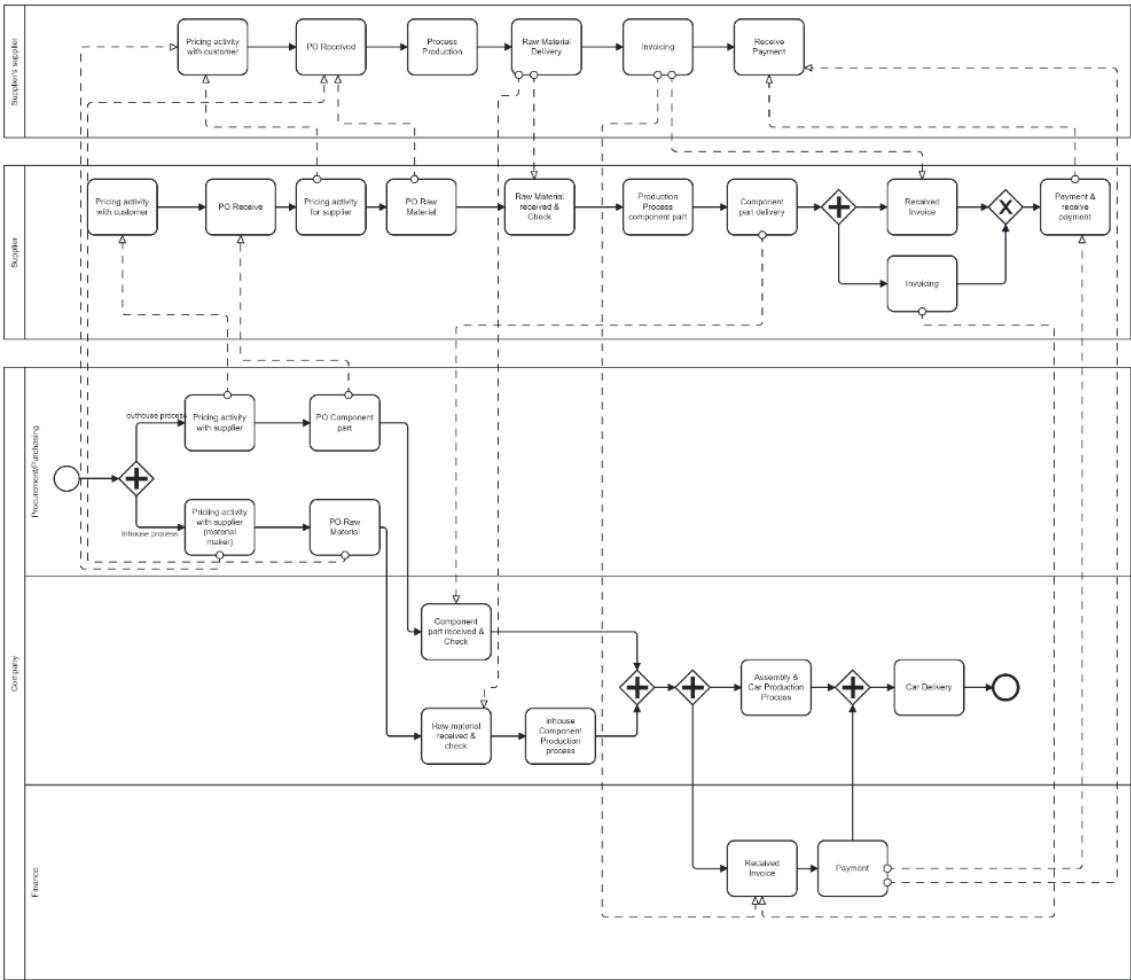 Supplier's supplier
Pricing activity
with customer
PO Received
Process
Production
Raw Material
Delivery
Invoicing
Receive
Payment
Supplier
Pricing activity
with customer
PO Receive
Pricing activity
for supplier
PO Raw
Material
Raw Material
received &
Check
Production
Process
component part
Component
part delivery
Received
Invoice
Payment &
receive
payment
Invoicing
Company
Procurement/Purchasing
outhouse process
Pricing activity
with supplier
PO Component
part
Inhouse process
Priciing activity
with supplier
(material
maker)
PO Raw
Material
Component
part received &
Check
Assembly &
Car Production
Process
Car Delivery
Raw material
received &
check
Inhouse
Component
Production
process
Finance
Received
Invoice
Payment